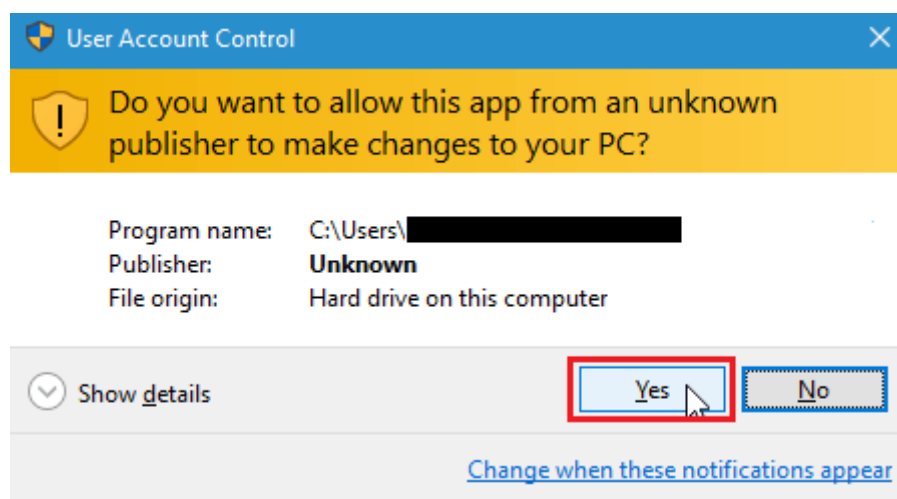 User Account Control
Do you want to allow this app from an unknown
publisher to make changes to your PC?
Program name: C:\Users\
Publisher: Unknown
File origin: Hard drive on this computer
Show details Yes No
Change when these notifications appear